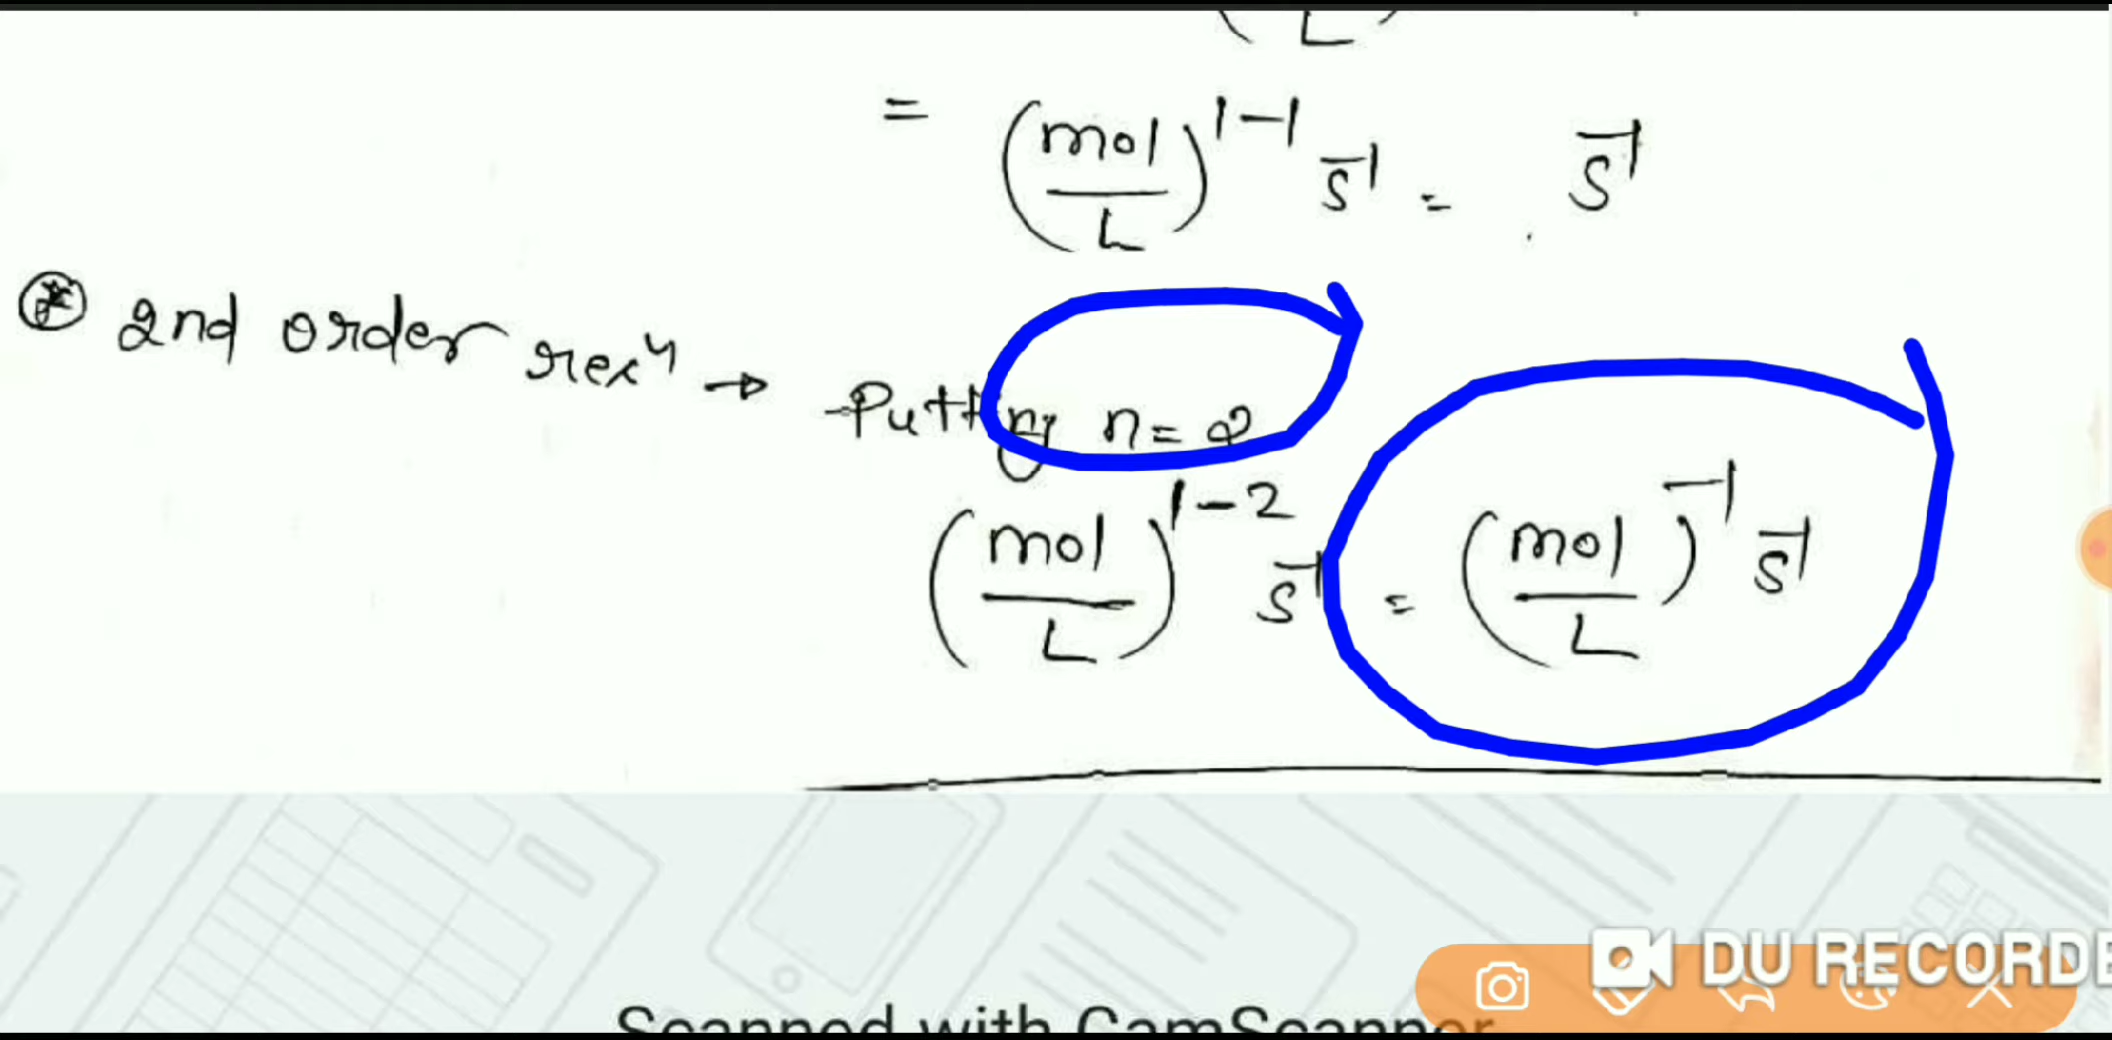 = (mol/L)^1-1 s^-1 = s^-1
⊛ 2nd order rex^n → Putting n = 2
(mol/L)^1-2 s^-1 = (mol/L)^-1 s^-1
DU RECORDE
Scanned with CamScanner